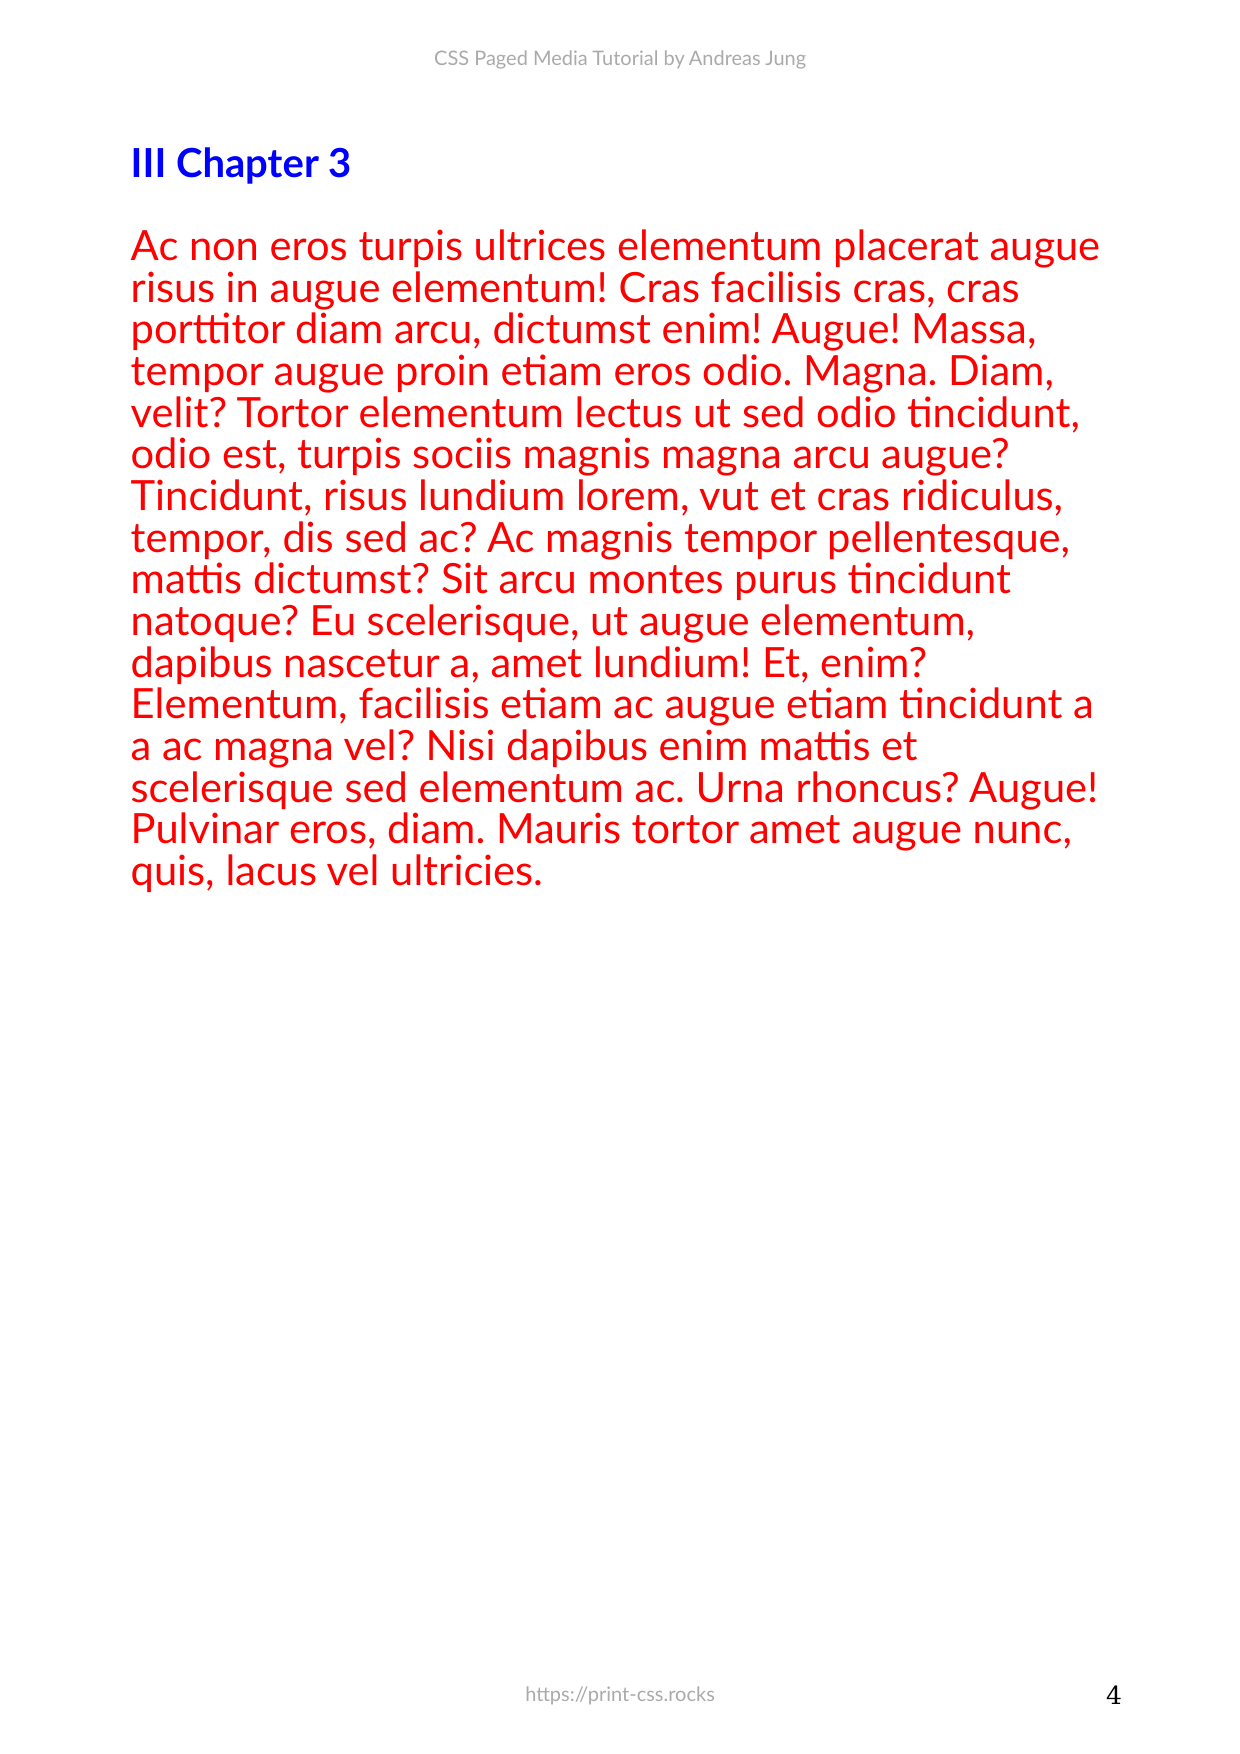 CSS Paged Media Tutorial by Andreas Jung
III Chapter 3
Ac non eros turpis ultrices elementum placerat augue
risus in augue elementum! Cras facilisis cras, cras
porttitor diam arcu, dictumst enim! Augue! Massa,
tempor augue proin etiam eros odio. Magna. Diam,
velit? Tortor elementum lectus ut sed odio tincidunt,
odio est, turpis sociis magnis magna arcu augue?
Tincidunt, risus lundium lorem, vut et cras ridiculus,
tempor, dis sed ac? Ac magnis tempor pellentesque,
mattis dictumst? Sit arcu montes purus tincidunt
natoque? Eu scelerisque, ut augue elementum,
dapibus nascetur a, amet lundium! Et, enim?
Elementum, facilisis etiam ac augue etiam tincidunt a
a ac magna vel? Nisi dapibus enim mattis et
scelerisque sed elementum ac. Urna rhoncus? Augue!
Pulvinar eros, diam. Mauris tortor amet augue nunc,
quis, lacus vel ultricies.
https://print-css.rocks
4